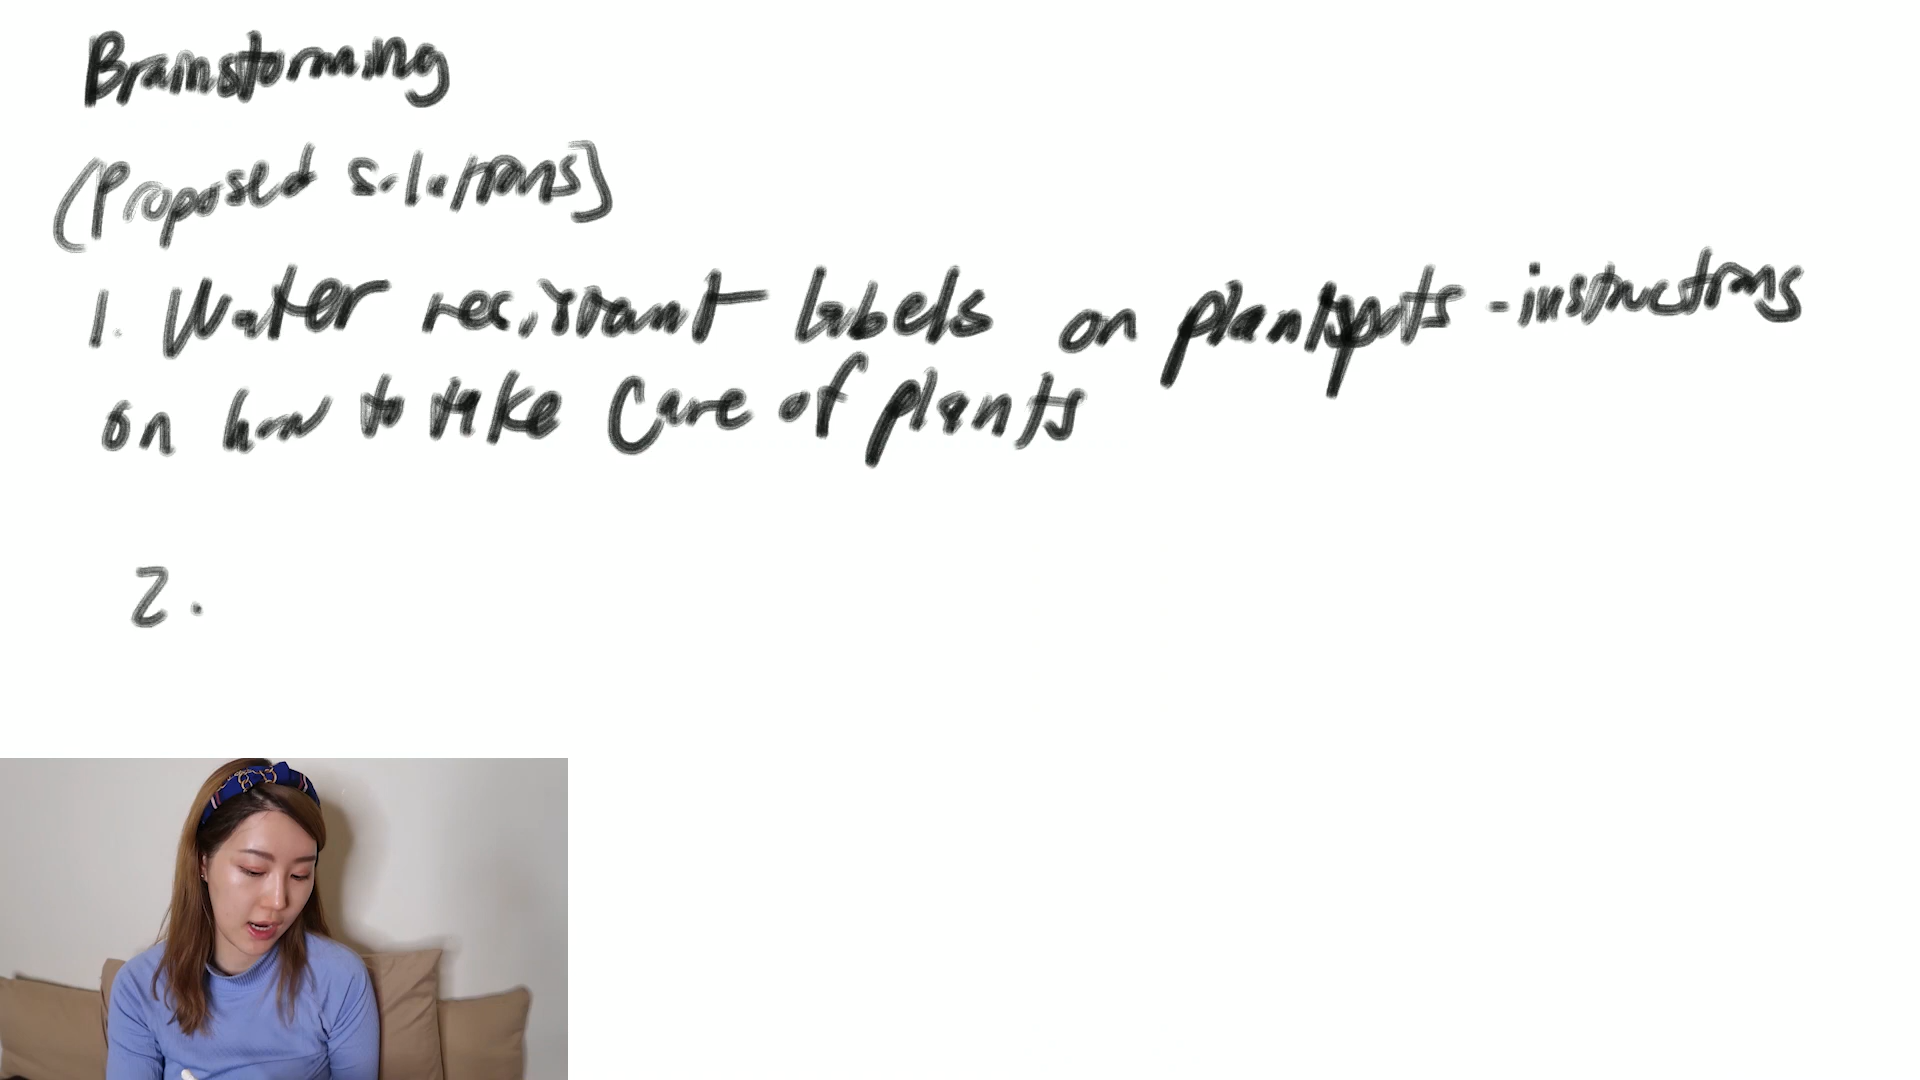 Brainstorming
(Proposed solutions)
1. Water resistant labels on plantpots - instructions
on how to take care of plants
2.